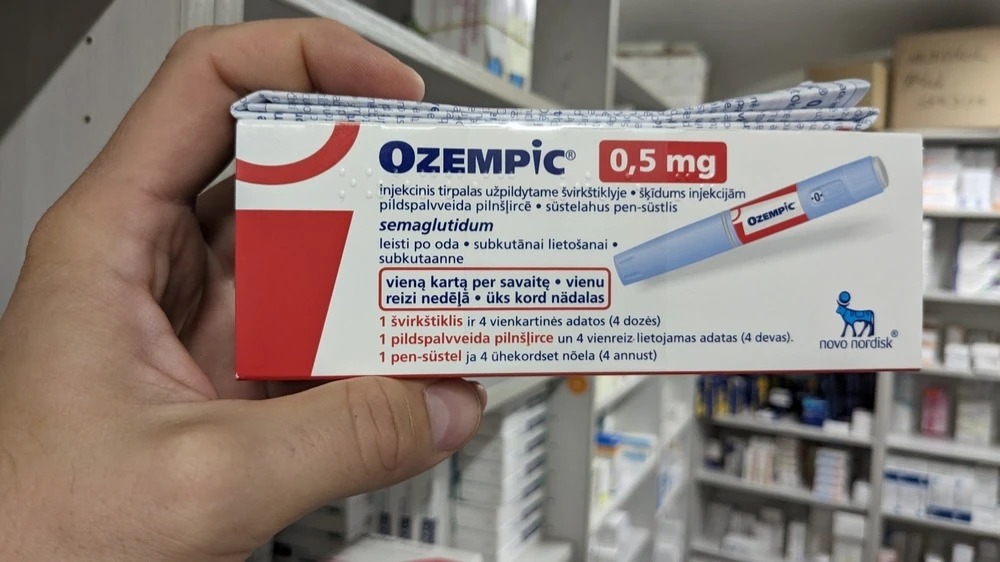 OZEMPIC® 0,5 mg
injekcinis tirpalas užpildytame švirkštiklyje • šķīdums injekcijām
pildspalvveida pilnšļircē • süstelahus pen-süstlis
semaglutidum
leisti po oda • subkutānai lietošanai •
subkutaanne
vieną kartą per savaitę • vienu
reizi nedēļā • üks kord nädalas
1 švirkštiklis ir 4 vienkartinės adatos (4 dozės)
1 pildspalvveida pilnšļirce un 4 vienreiz lietojamas adatas (4 devas).
1 pen-süstel ja 4 ühekordset nõela (4 annust)
OZEMPIC®
-0-
novo nordisk®